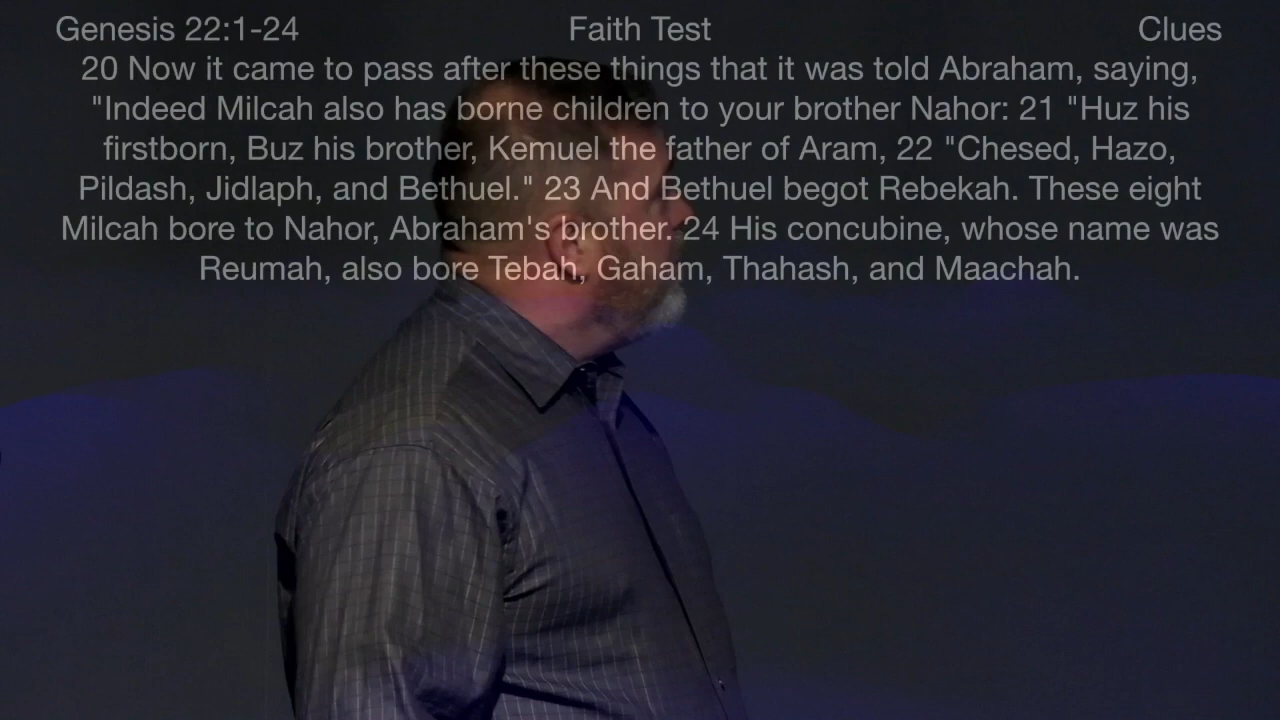 Genesis 22:1-24 Faith Test Clues
20 Now it came to pass after these things that it was told Abraham, saying,
"Indeed Milcah also has borne children to your brother Nahor: 21 "Huz his
firstborn, Buz his brother, Kemuel the father of Aram, 22 "Chesed, Hazo,
Pildash, Jidlaph, and Bethuel." 23 And Bethuel begot Rebekah. These eight
Milcah bore to Nahor, Abraham's brother. 24 His concubine, whose name was
Reumah, also bore Tebah, Gaham, Thahash, and Maachah.